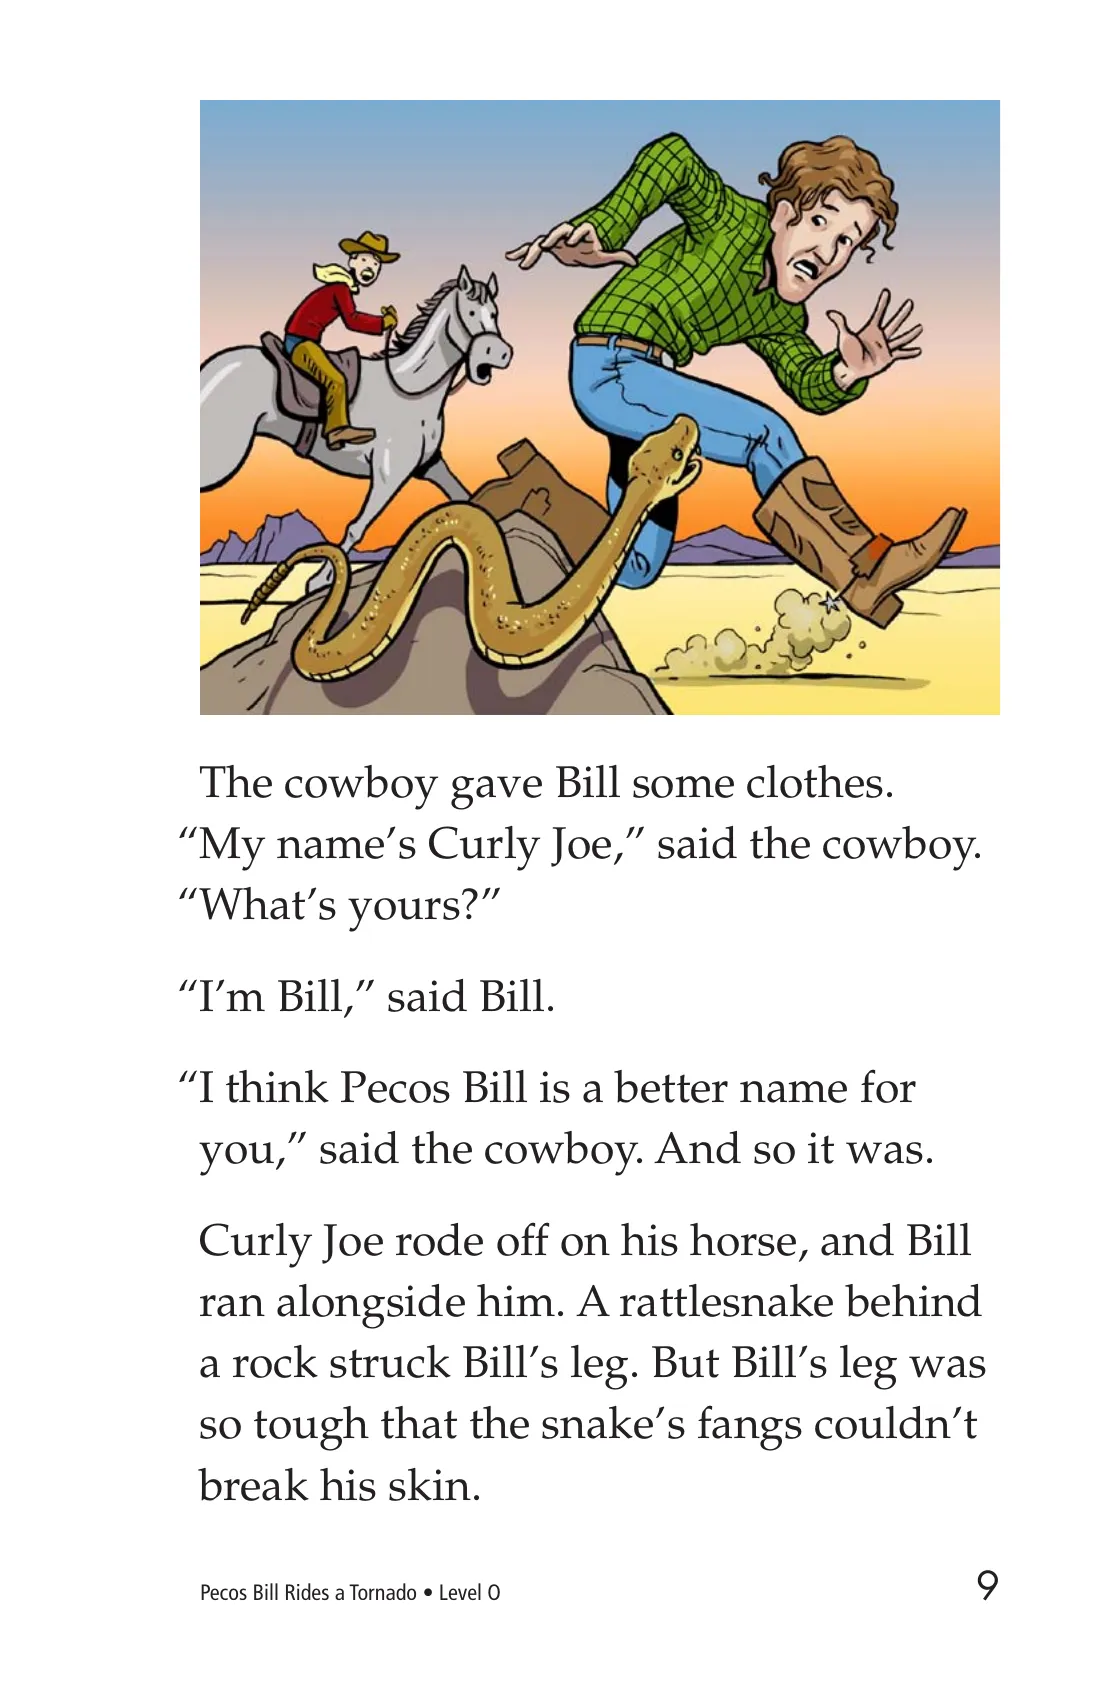 The cowboy gave Bill some clothes.
“My name’s Curly Joe,” said the cowboy.
“What’s yours?”
“I’m Bill,” said Bill.
“I think Pecos Bill is a better name for
you,” said the cowboy. And so it was.
Curly Joe rode off on his horse, and Bill
ran alongside him. A rattlesnake behind
a rock struck Bill’s leg. But Bill’s leg was
so tough that the snake’s fangs couldn’t
break his skin.
Pecos Bill Rides a Tornado • Level O
9